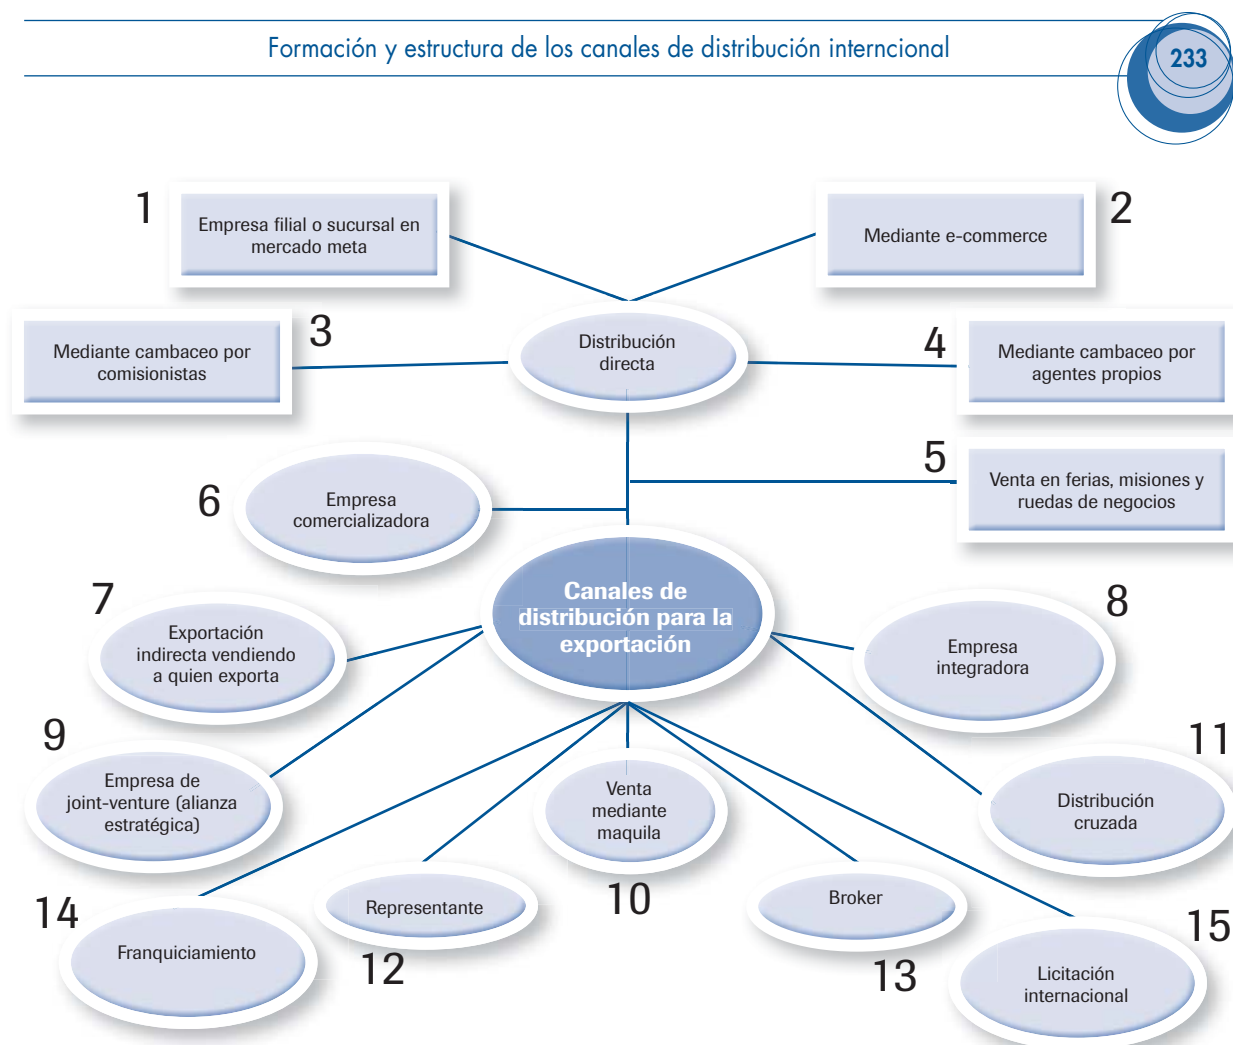 Formación y estructura de los canales de distribución interncional
233
1
Empresa filial o sucursal en
mercado meta
2
Mediante e-commerce
3
Mediante cambaceo por
comisionistas
Distribución
directa
4
Mediante cambaceo por
agentes propios
5
Venta en ferias, misiones y
ruedas de negocios
6
Empresa
comercializadora
Canales de
distribución para la
exportación
7
Exportación
indirecta vendiendo
a quien exporta
8
Empresa
integradora
9
Empresa de
joint-venture (alianza
estratégica)
Venta
mediante
maquila
10
11
Distribución
cruzada
14
Franquiciamiento
Representante
12
Broker
13
15
Licitación
internacional